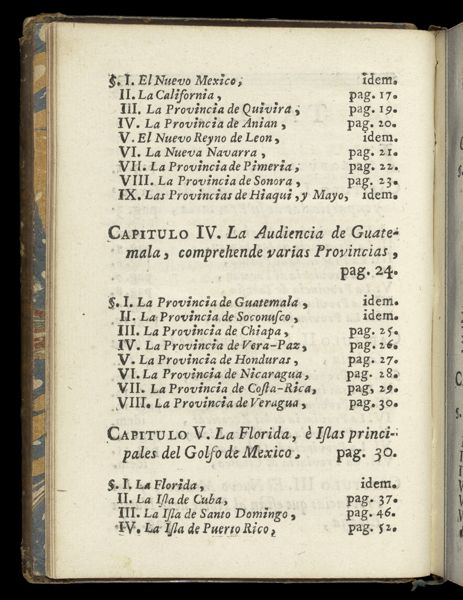 §. I. El Nuevo Mexico, idem.
II. La California, pag. 17.
III. La Provincia de Quivira, pag. 19.
IV. La Provincia de Anian, pag. 20.
V. El Nuevo Reyno de Leon, idem.
VI. La Nueva Navarra, pag. 21.
VII. La Provincia de Pimeria, pag. 22.
VIII. La Provincia de Sonora, pag. 23.
IX. Las Provincias de Hiaqui, y Mayo, idem.
CAPITULO IV. La Audiencia de Guate-
mala, comprehende varias Provincias,
pag. 24.
§. I. La Provincia de Guatemala, idem.
II. La Provincia de Soconuſco, idem.
III. La Provincia de Chiapa, pag. 25.
IV. La Provincia de Vera-Paz, pag. 26.
V. La Provincia de Honduras, pag. 27.
VI. La Provincia de Nicaragua, pag. 28.
VII. La Provincia de Coſta-Rica, pag, 29.
VIII. La Provincia de Veragua, pag. 30.
CAPITULO V. La Florida, è Iſlas princi-
pales del Golfo de Mexico, pag. 30.
§. I. La Florida, idem.
II. La Iſla de Cuba, pag. 37.
III. La Iſla de Santo Domingo, pag. 46.
IV. La Iſla de Puerto Rico, pag. 52.